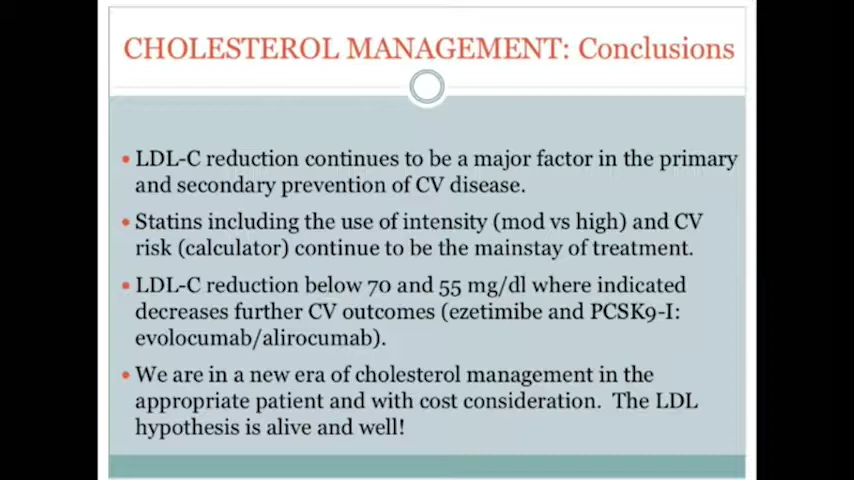 CHOLESTEROL MANAGEMENT: Conclusions
• LDL-C reduction continues to be a major factor in the primary
and secondary prevention of CV disease.
• Statins including the use of intensity (mod vs high) and CV
risk (calculator) continue to be the mainstay of treatment.
• LDL-C reduction below 70 and 55 mg/dl where indicated
decreases further CV outcomes (ezetimibe and PCSK9-I:
evolocumab/alirocumab).
• We are in a new era of cholesterol management in the
appropriate patient and with cost consideration. The LDL
hypothesis is alive and well!